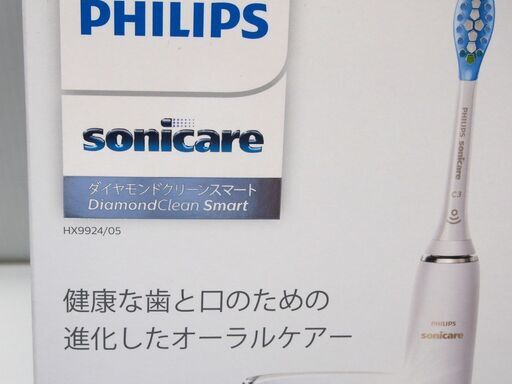 PHILIPS
sonicare
ダイヤモンドクリーンスマート
DiamondClean Smart
HX9924/05
健康な歯と口のための
進化したオーラルケアー
PHILIPS
sonicare
C3
PHILIPS
sonicare